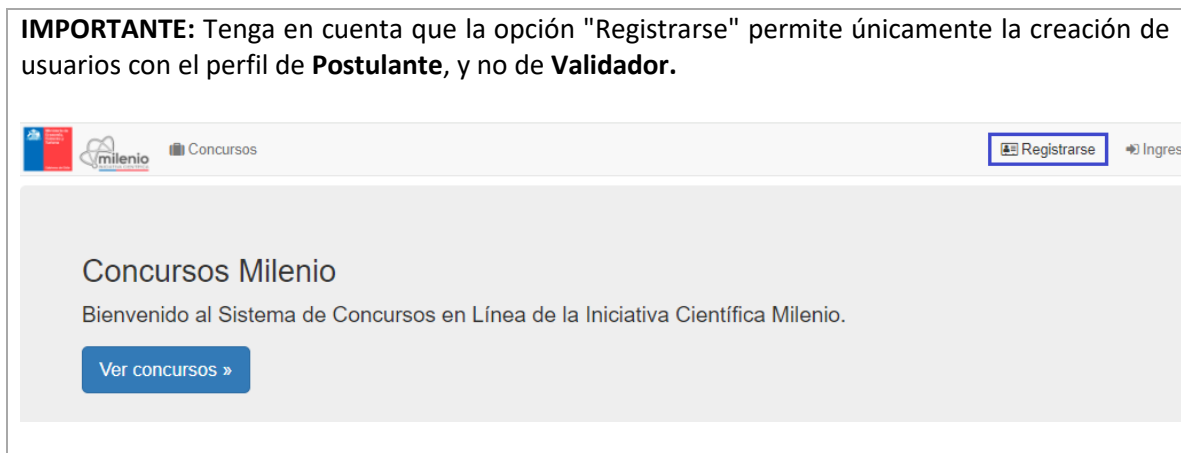 IMPORTANTE: Tenga en cuenta que la opción "Registrarse" permite únicamente la creación de
usuarios con el perfil de Postulante, y no de Validador.
milenio
Concursos
Registrarse
Ingres
Concursos Milenio
Bienvenido al Sistema de Concursos en Línea de la Iniciativa Científica Milenio.
Ver concursos »